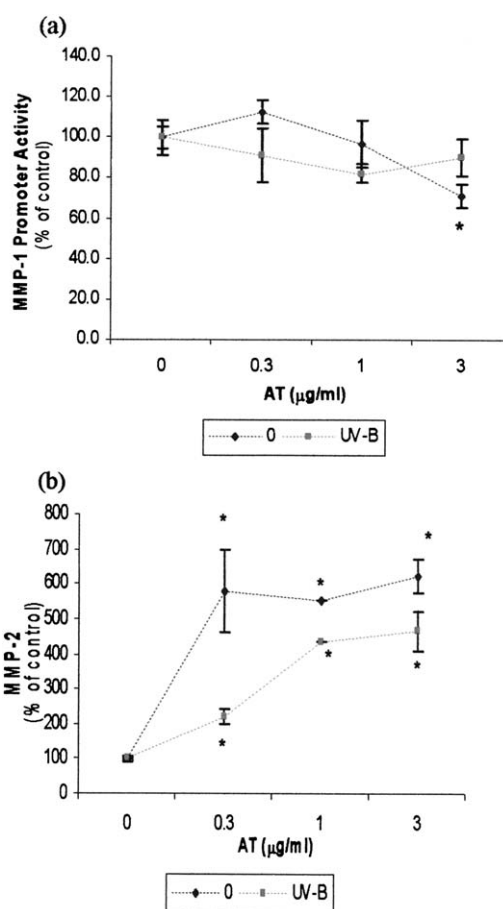 (a)
MMP-1 Promoter Activity
(% of control)
140.0
120.0
100.0
80.0
60.0
40.0
20.0
0.0
*
0 0.3 1 3
AT (μg/ml)
0 UV-B
(b)
MMP-2
(% of control)
800
700
600
500
400
300
200
100
0
* * *
* * *
0 0.3 1 3
AT (μg/ml)
0 UV-B